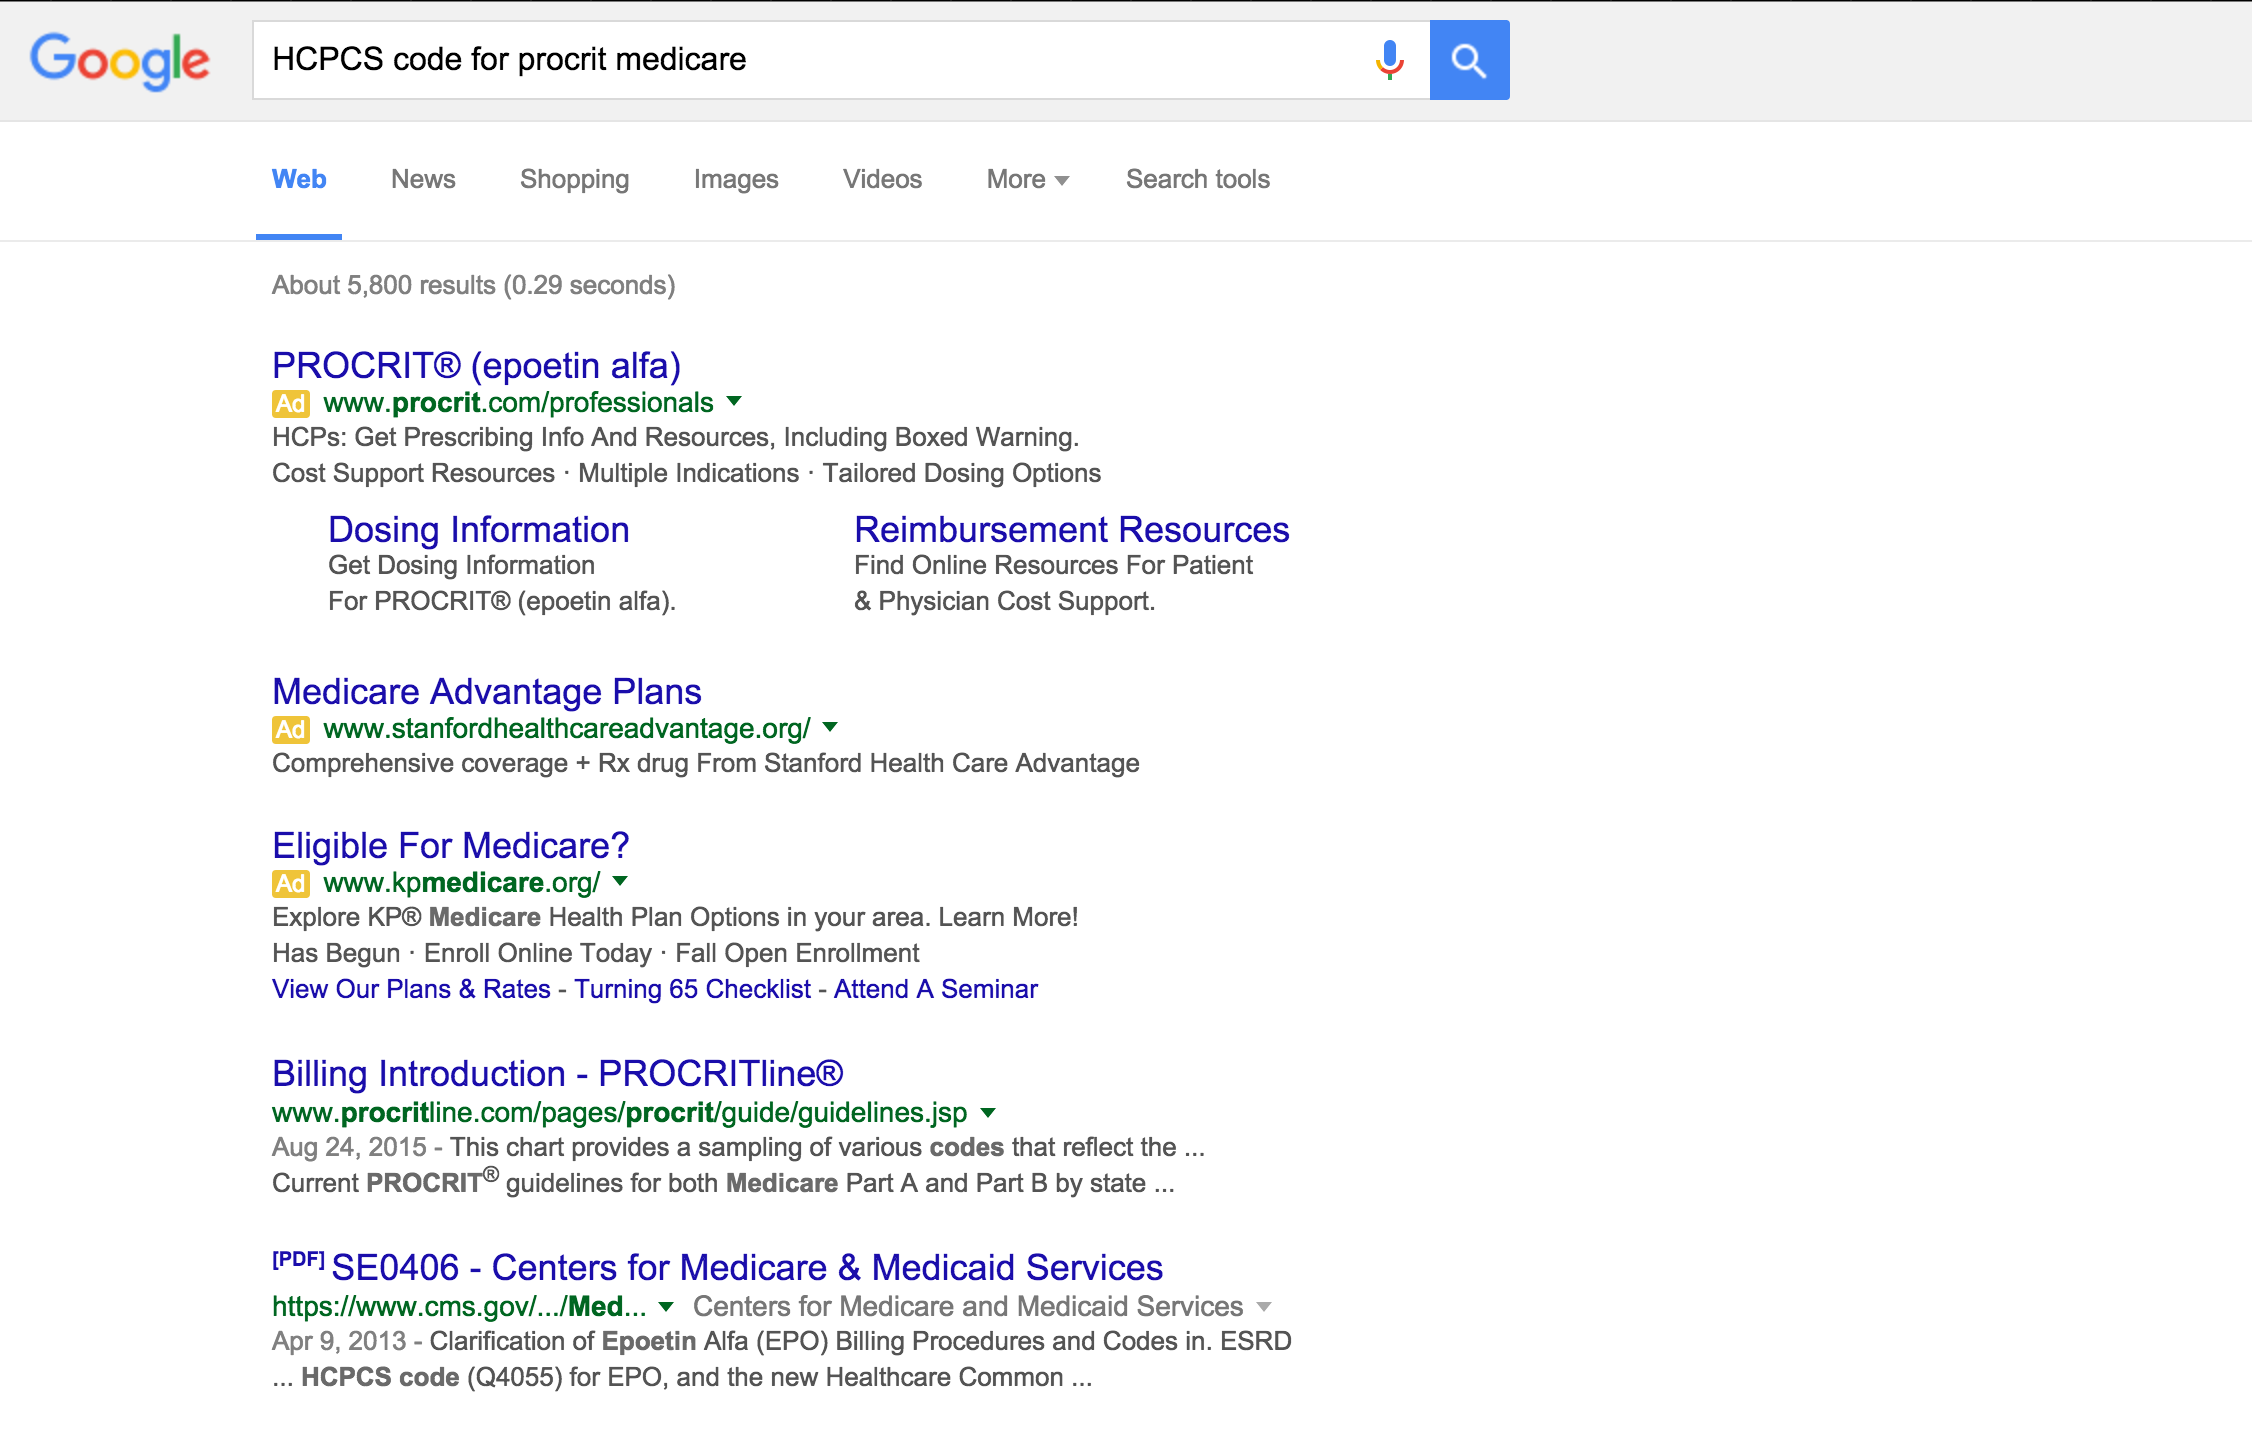 Google
HCPCS code for procrit medicare
Web News Shopping Images Videos More Search tools
About 5,800 results (0.29 seconds)
PROCRIT® (epoetin alfa)
Ad www.procrit.com/professionals
HCPs: Get Prescribing Info And Resources, Including Boxed Warning.
Cost Support Resources · Multiple Indications · Tailored Dosing Options
Dosing Information
Get Dosing Information
For PROCRIT® (epoetin alfa).
Reimbursement Resources
Find Online Resources For Patient
& Physician Cost Support.
Medicare Advantage Plans
Ad www.stanfordhealthcareadvantage.org/
Comprehensive coverage + Rx drug From Stanford Health Care Advantage
Eligible For Medicare?
Ad www.kpmedicare.org/
Explore KP® Medicare Health Plan Options in your area. Learn More!
Has Begun · Enroll Online Today · Fall Open Enrollment
View Our Plans & Rates - Turning 65 Checklist - Attend A Seminar
Billing Introduction - PROCRITline®
www.procritline.com/pages/procrit/guide/guidelines.jsp
Aug 24, 2015 - This chart provides a sampling of various codes that reflect the ...
Current PROCRIT® guidelines for both Medicare Part A and Part B by state ...
[PDF] SE0406 - Centers for Medicare & Medicaid Services
https://www.cms.gov/.../Med... Centers for Medicare and Medicaid Services
Apr 9, 2013 - Clarification of Epoetin Alfa (EPO) Billing Procedures and Codes in. ESRD
... HCPCS code (Q4055) for EPO, and the new Healthcare Common ...